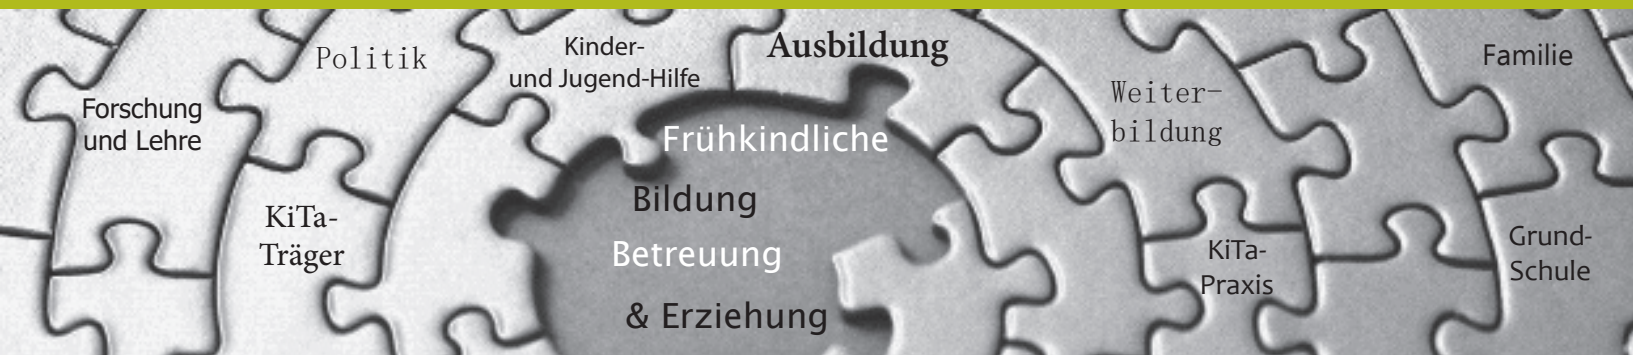 Forschung
und Lehre
Politik
KiTa-
Träger
Kinder-
und Jugend-Hilfe
Ausbildung
Frühkindliche
Bildung
Betreuung
& Erziehung
Weiter-
bildung
KiTa-
Praxis
Familie
Grund-
Schule